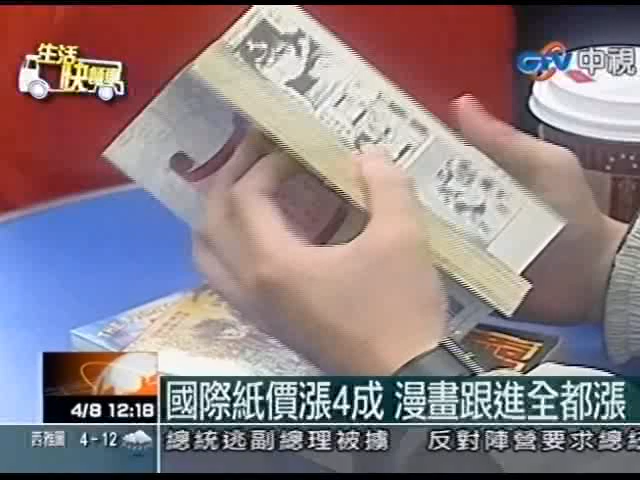 生活
快餐車
CTV中視
4/8 12:18
國際紙價漲4成 漫畫跟進全都漲
西雅圖 4-12
總統逃副總理被擄 反對陣營要求總統